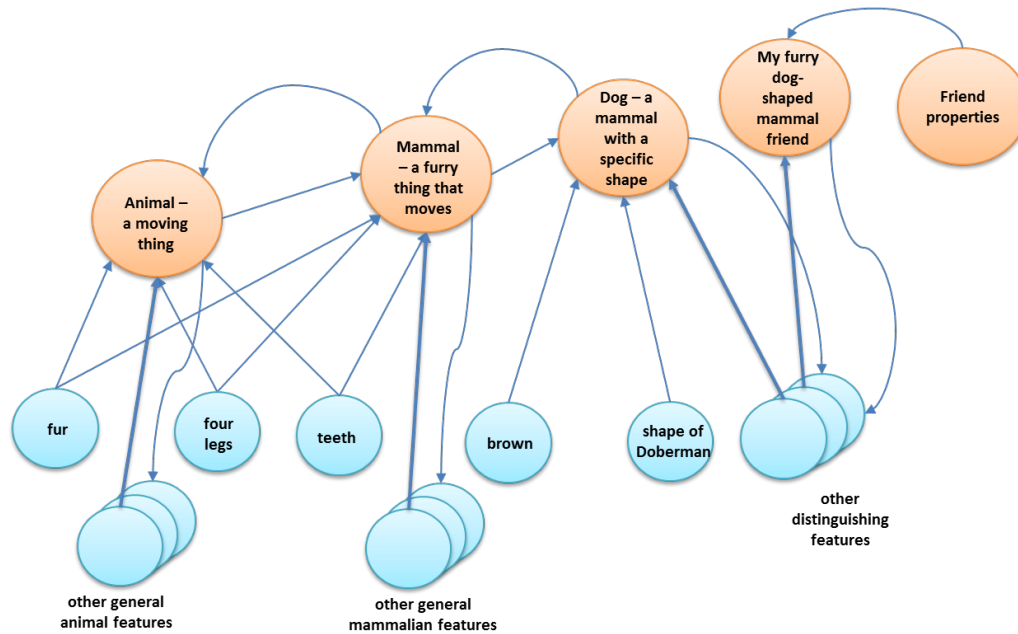 Animal –
a moving
thing
Mammal
– a furry
thing that
moves
Dog – a
mammal
with a
specific
shape
My furry
dog-
shaped
mammal
friend
Friend
properties
fur
four
legs
teeth
brown
shape of
Doberman
other
distinguishing
features
other general
animal features
other general
mammalian features